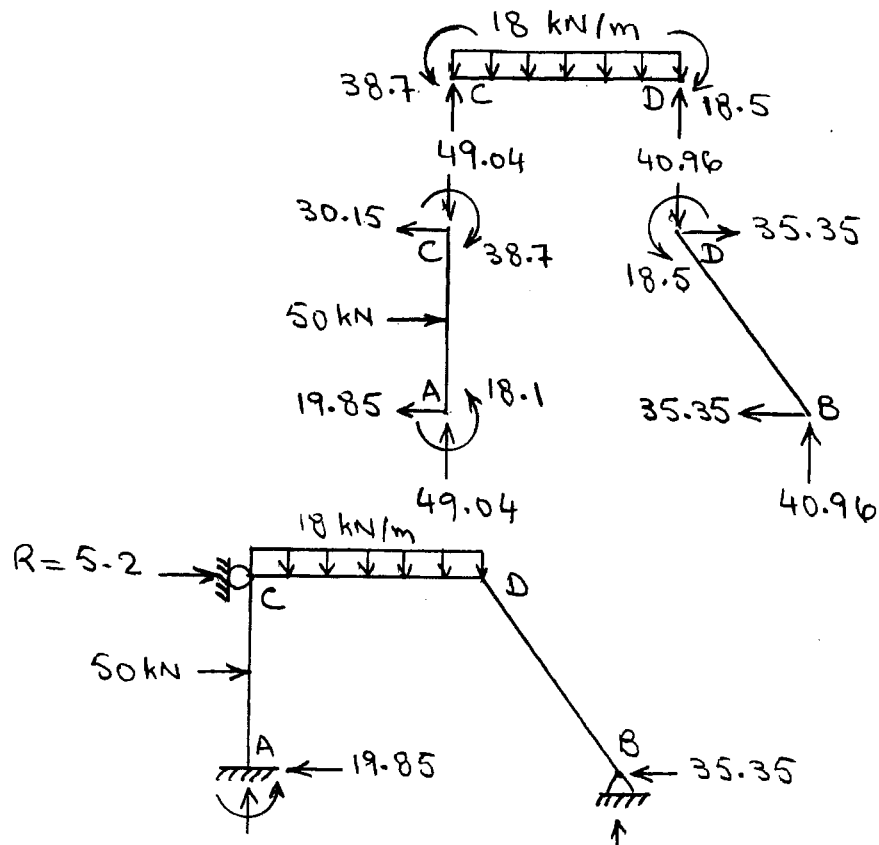 18 kN/m
38.7 C D 18.5
49.04 40.96
30.15 C 38.7 35.35 D
18.5
50 kN
A 18.1
19.85 35.35 B
49.04 40.96
18 kN/m
R = 5.2 C D
50 kN
A B
19.85 35.35